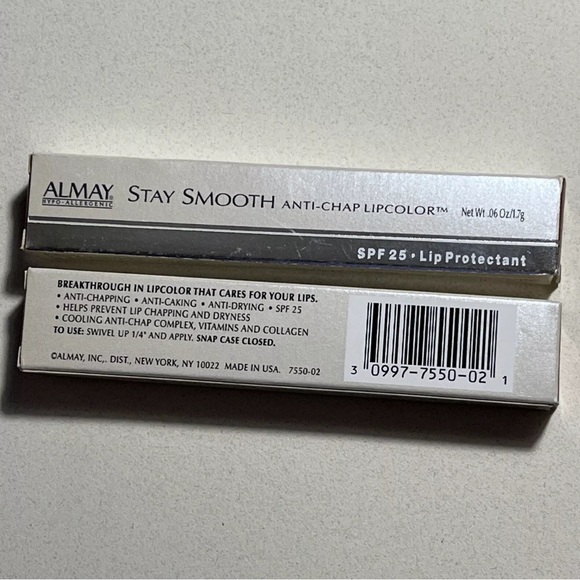 ALMAY®
HYPO-ALLERGENIC
STAY SMOOTH ANTI-CHAP LIPCOLOR™ Net Wt .06 Oz/1.7g
SPF 25 • Lip Protectant
BREAKTHROUGH IN LIPCOLOR THAT CARES FOR YOUR LIPS.
• ANTI-CHAPPING • ANTI-CAKING • ANTI-DRYING • SPF 25
• HELPS PREVENT LIP CHAPPING AND DRYNESS
• COOLING ANTI-CHAP COMPLEX, VITAMINS AND COLLAGEN
TO USE: SWIVEL UP 1/4" AND APPLY. SNAP CASE CLOSED.
©ALMAY, INC,. DIST., NEW YORK, NY 10022 MADE IN USA. 7550-02
3 0997-7550-02 1